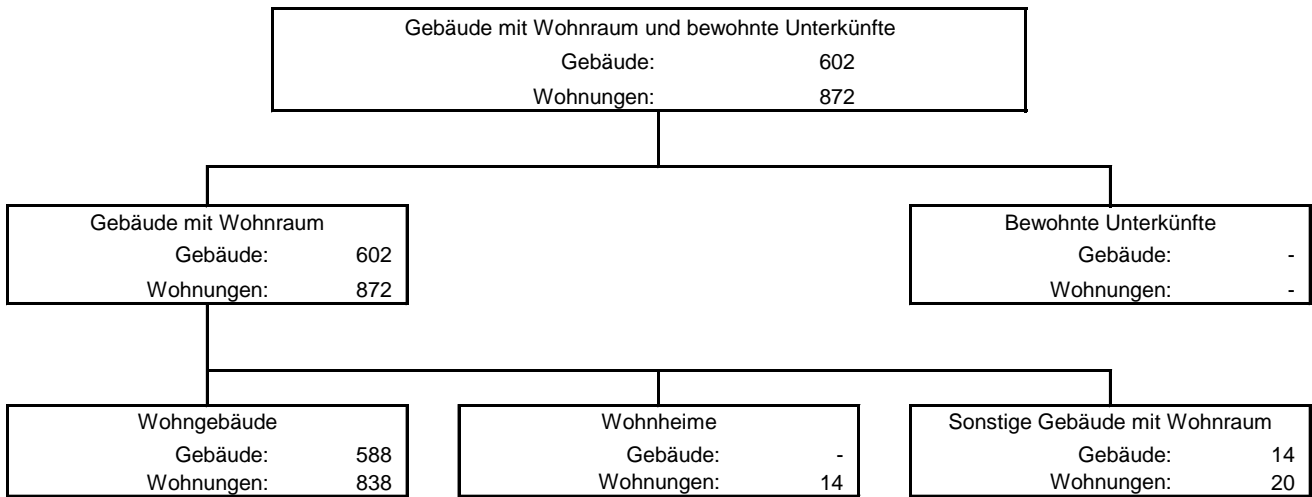 Gebäude mit Wohnraum und bewohnte Unterkünfte
Gebäude: 602
Wohnungen: 872
Gebäude mit Wohnraum
Gebäude: 602
Wohnungen: 872
Bewohnte Unterkünfte
Gebäude: -
Wohnungen: -
Wohngebäude
Gebäude: 588
Wohnungen: 838
Wohnheime
Gebäude: -
Wohnungen: 14
Sonstige Gebäude mit Wohnraum
Gebäude: 14
Wohnungen: 20